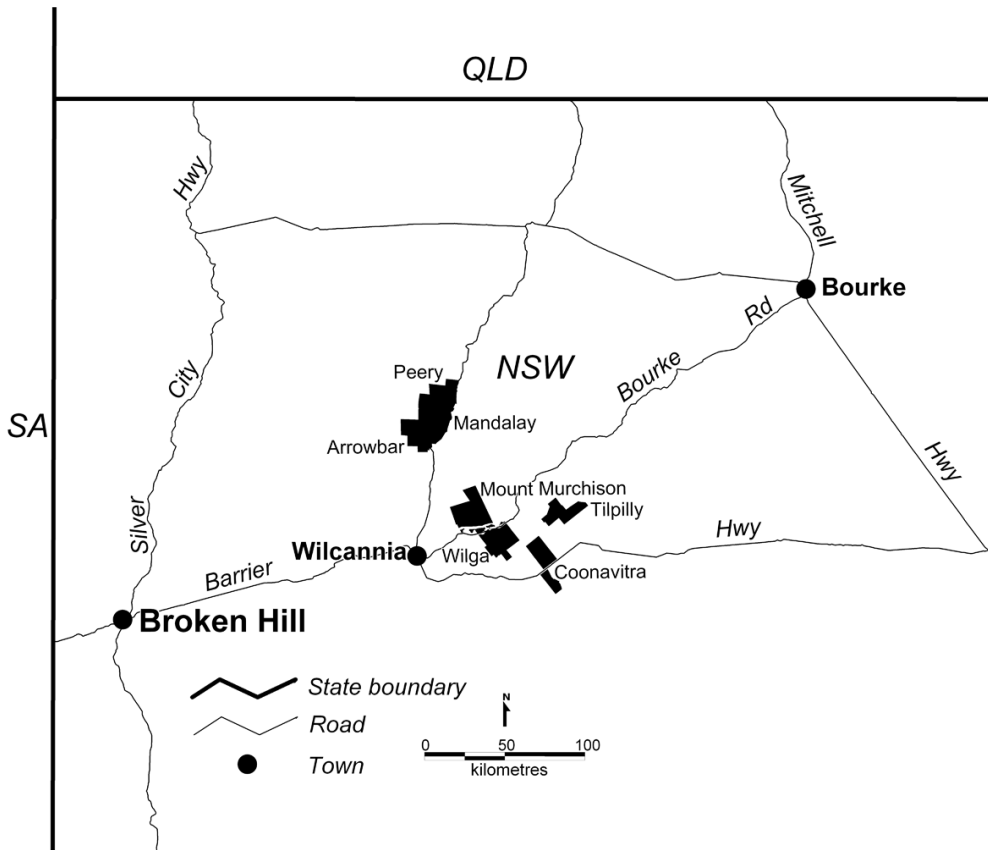 QLD
Hwy
Mitchell
Bourke
Rd
NSW
Bourke
Peery
City
SA
Mandalay
Arrowbar
Hwy
Mount Murchison
Tilpilly
Silver
Hwy
Wilcannia
Wilga
Barrier
Coonavitra
Broken Hill
State boundary
Road
Town
N
0 50 100
kilometres